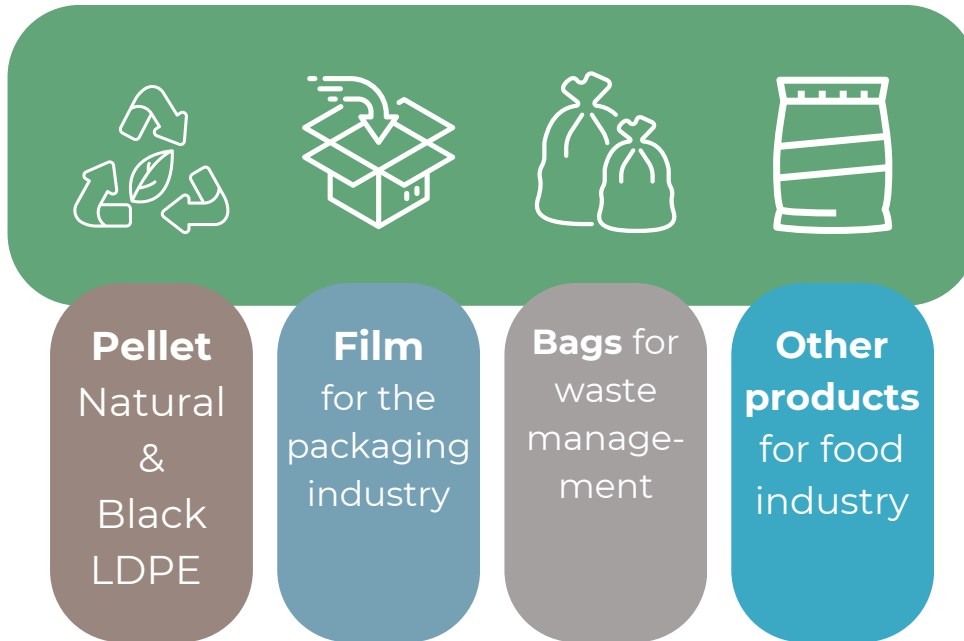 Pellet
Natural
&
Black
LDPE
Film
for the
packaging
industry
Bags for
waste
manage-
ment
Other
products
for food
industry